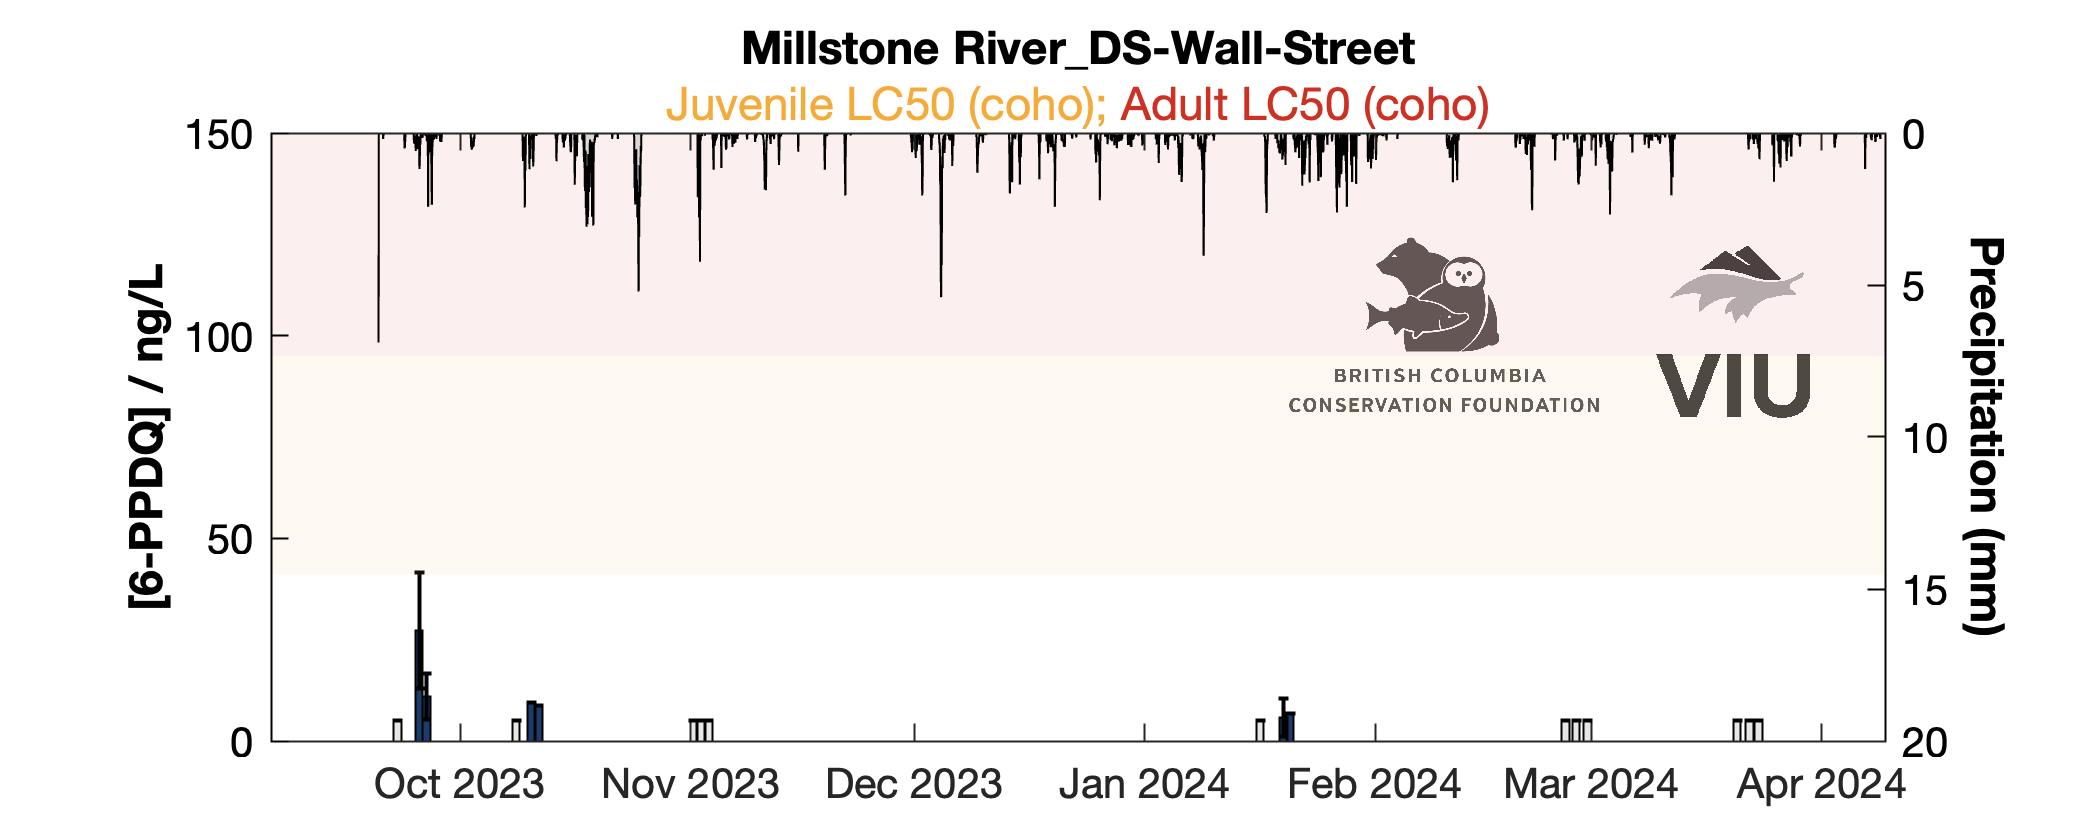 Millstone River_DS-Wall-Street
Juvenile LC50 (coho); Adult LC50 (coho)
150
100
50
0
[6-PPDQ] / ng/L
0
5
10
15
20
Precipitation (mm)
BRITISH COLUMBIA
CONSERVATION FOUNDATION
VIU
Oct 2023
Nov 2023
Dec 2023
Jan 2024
Feb 2024
Mar 2024
Apr 2024